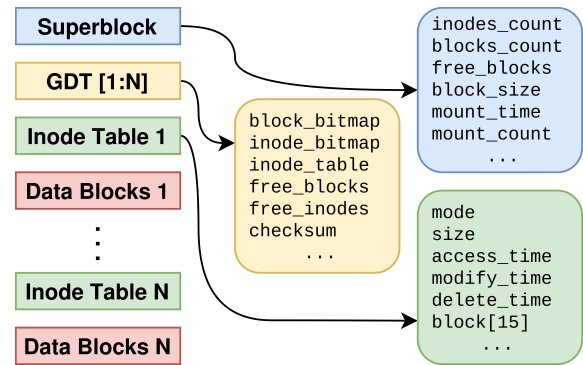 Superblock
GDT [1:N]
Inode Table 1
Data Blocks 1
Inode Table N
Data Blocks N
block_bitmap
inode_bitmap
inode_table
free_blocks
free_inodes
checksum
...
inodes_count
blocks_count
free_blocks
block_size
mount_time
mount_count
...
mode
size
access_time
modify_time
delete_time
block[15]
...